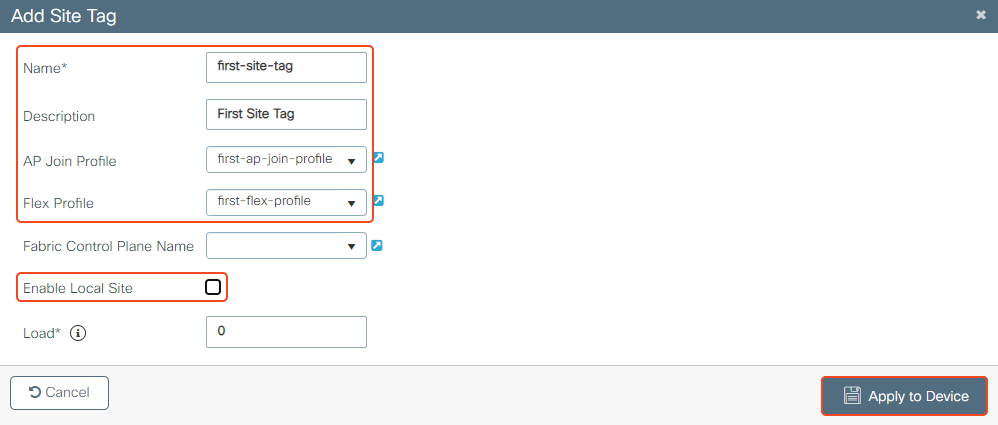 Add Site Tag
Name* first-site-tag
Description First Site Tag
AP Join Profile first-ap-join-profile
Flex Profile first-flex-profile
Fabric Control Plane Name
Enable Local Site
Load* 0
Cancel Apply to Device